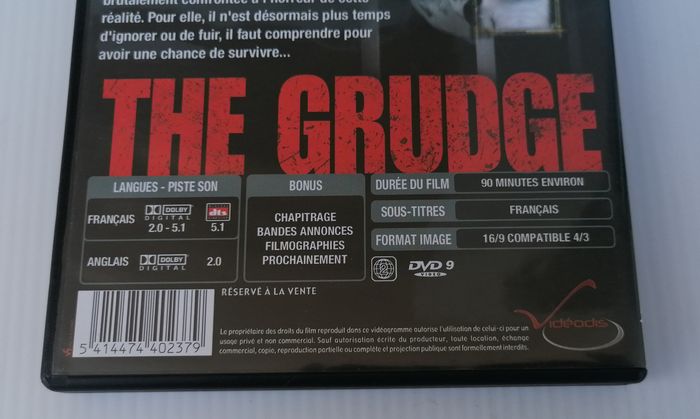 brutalement confrontée à l'horreur de cette
réalité. Pour elle, il n'est désormais plus temps
d'ignorer ou de fuir, il faut comprendre pour
avoir une chance de survivre...
THE GRUDGE
LANGUES - PISTE SON
FRANÇAIS
DOLBY
DIGITAL
2.0 - 5.1
dts
5.1
ANGLAIS
DOLBY
DIGITAL
2.0
BONUS
CHAPITRAGE
BANDES ANNONCES
FILMOGRAPHIES
PROCHAINEMENT
DURÉE DU FILM 90 MINUTES ENVIRON
SOUS-TITRES FRANÇAIS
FORMAT IMAGE 16/9 COMPATIBLE 4/3
2
DVD 9
VIDEO
RÉSERVÉ À LA VENTE
5 414474 402379
Le propriétaire des droits du film reproduit dans ce vidéogramme autorise l'utilisation de celui-ci pour un
usage privé et non commercial. Sauf autorisation écrite du producteur, toute location, échange
commercial, copie, reproduction partielle ou complète et projection publique sont formellement interdits.
Vidéodis